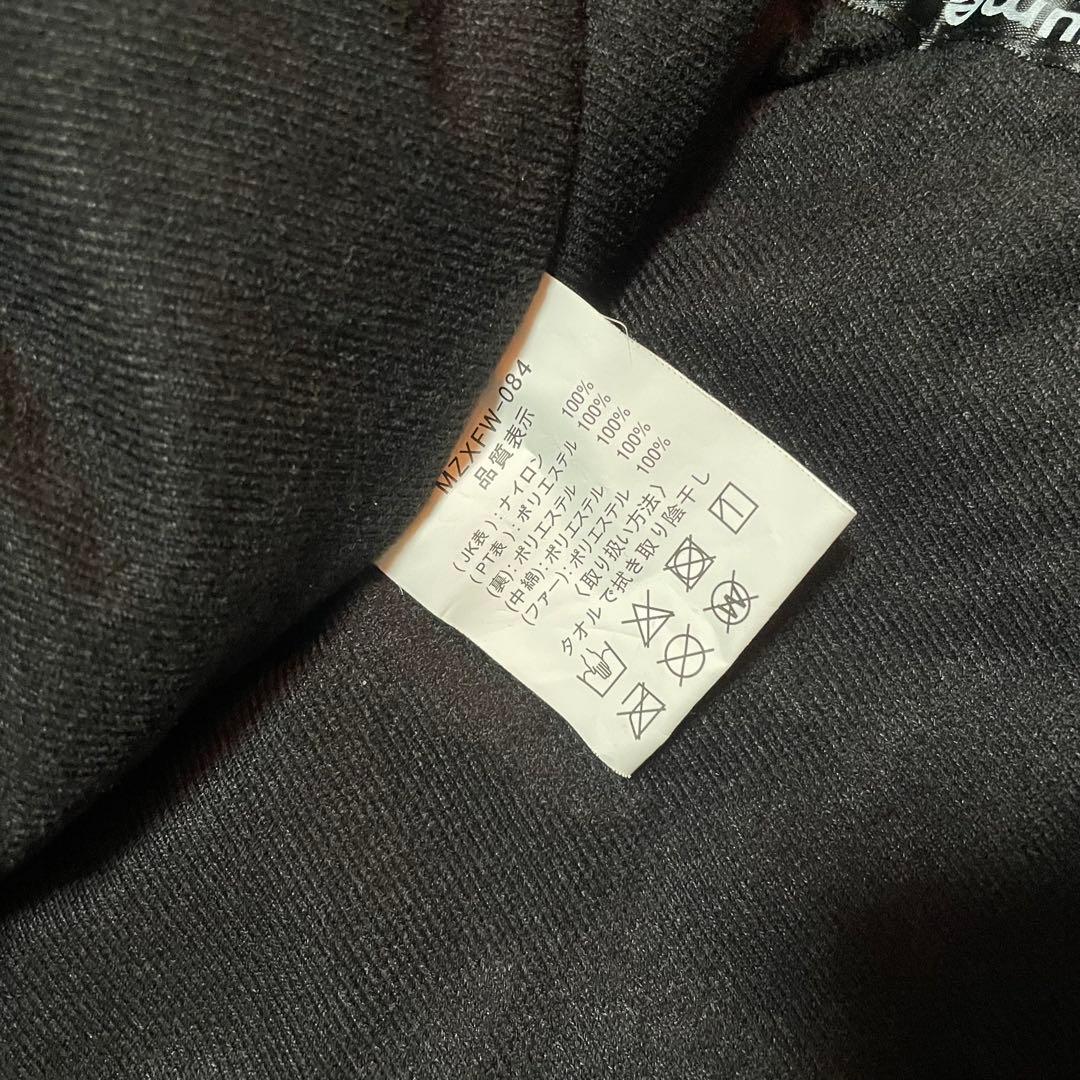 MZXFW-084
品質表示
(JK表):ナイロン 100%
(PT表):ポリエステル 100%
(裏):ポリエステル 100%
(中綿):ポリエステル 100%
(ファー):ポリエステル 100%
《取り扱い方法》
タオルで拭き取り陰干し